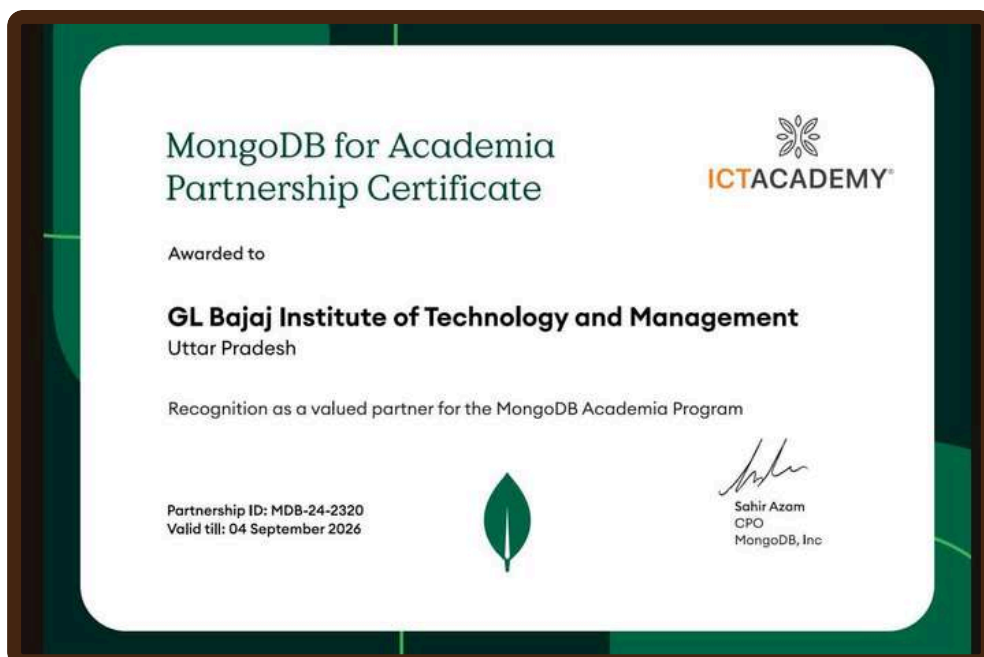 MongoDB for Academia
Partnership Certificate
ICTACADEMY®
Awarded to
GL Bajaj Institute of Technology and Management
Uttar Pradesh
Recognition as a valued partner for the MongoDB Academia Program
Partnership ID: MDB-24-2320
Valid till: 04 September 2026
Sahir Azam
CPO
MongoDB, Inc